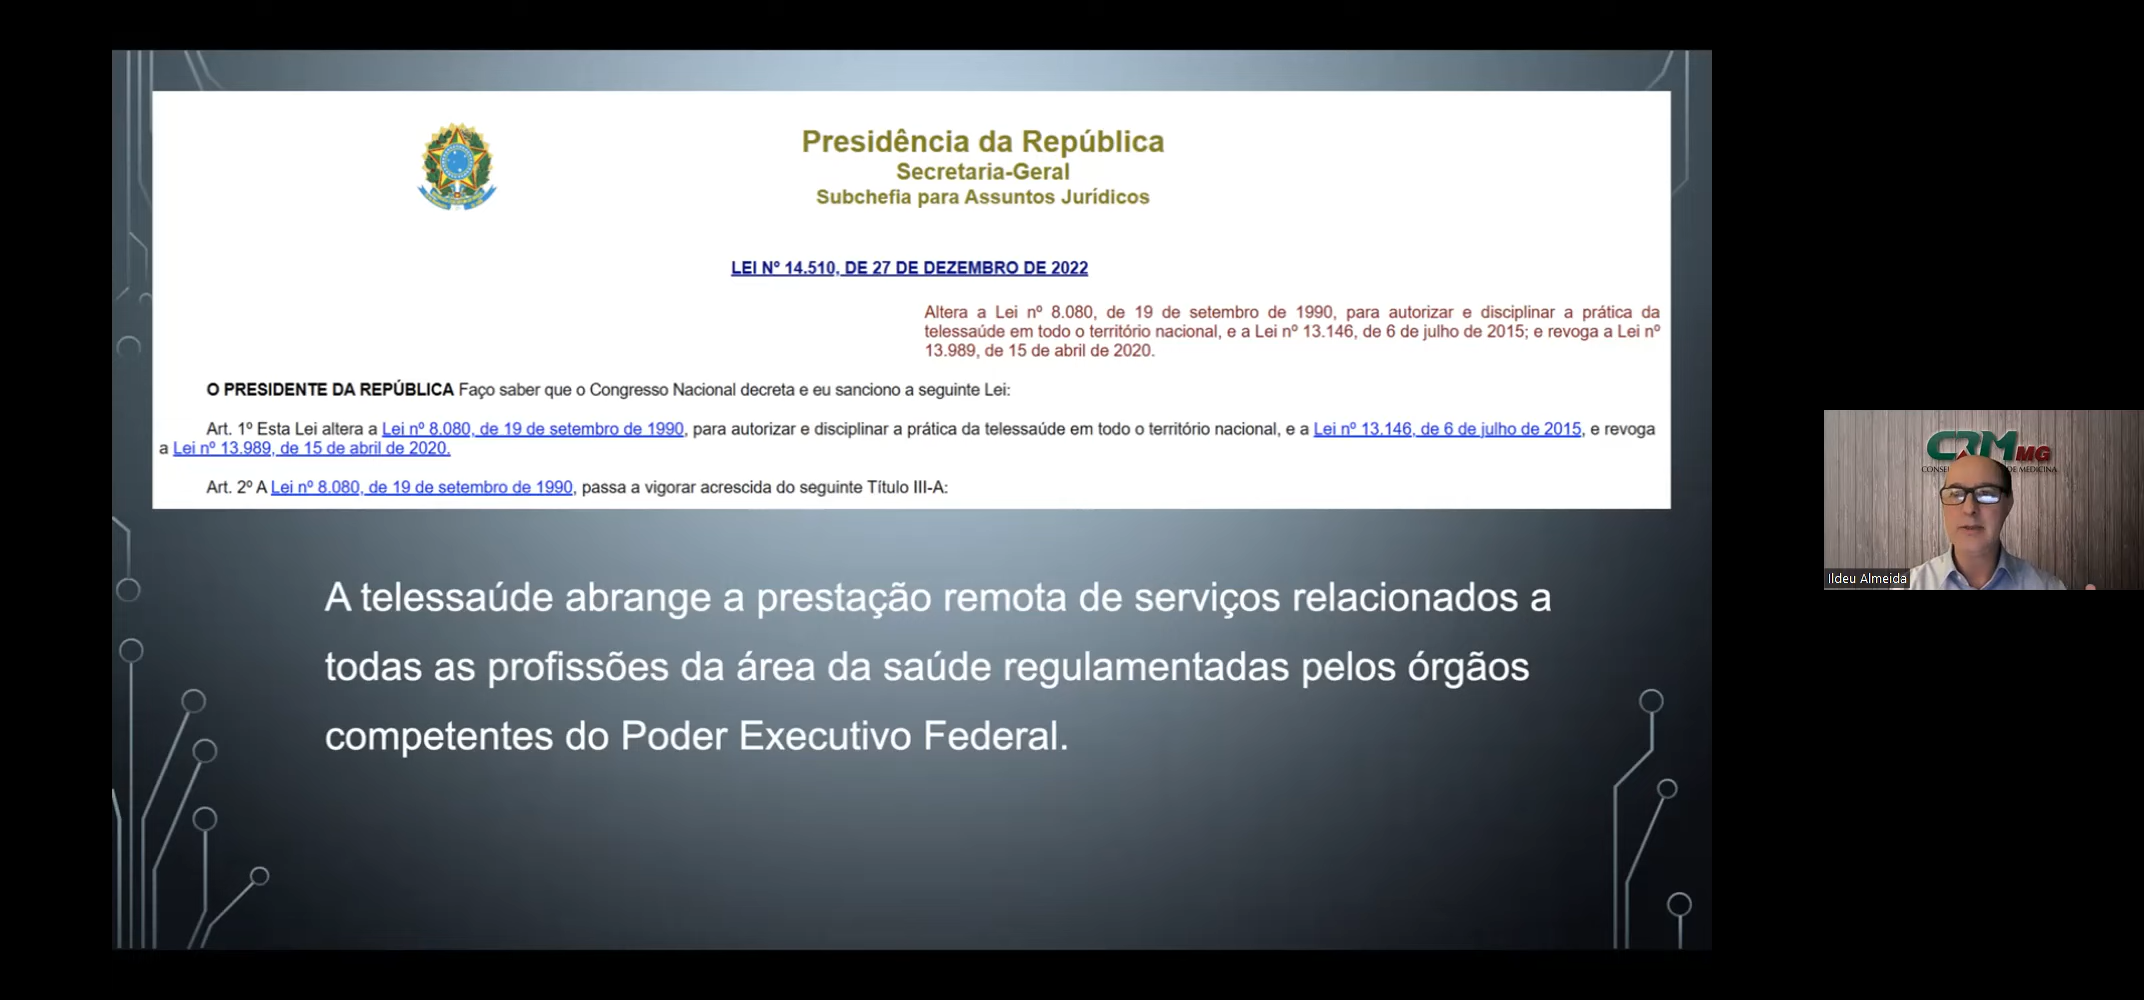 Presidência da República
Secretaria-Geral
Subchefia para Assuntos Jurídicos
LEI Nº 14.510, DE 27 DE DEZEMBRO DE 2022
Altera a Lei nº 8.080, de 19 de setembro de 1990, para autorizar e disciplinar a prática da
telessaúde em todo o território nacional, e a Lei nº 13.146, de 6 de julho de 2015; e revoga a Lei nº
13.989, de 15 de abril de 2020.
O PRESIDENTE DA REPÚBLICA Faço saber que o Congresso Nacional decreta e eu sanciono a seguinte Lei:
Art. 1º Esta Lei altera a Lei nº 8.080, de 19 de setembro de 1990, para autorizar e disciplinar a prática da telessaúde em todo o território nacional, e a Lei nº 13.146, de 6 de julho de 2015, e revoga
a Lei nº 13.989, de 15 de abril de 2020.
Art. 2º A Lei nº 8.080, de 19 de setembro de 1990, passa a vigorar acrescida do seguinte Título III-A:
A telessaúde abrange a prestação remota de serviços relacionados a
todas as profissões da área da saúde regulamentadas pelos órgãos
competentes do Poder Executivo Federal.
CRMMG
DE MEDICINA
Ildeu Almeida